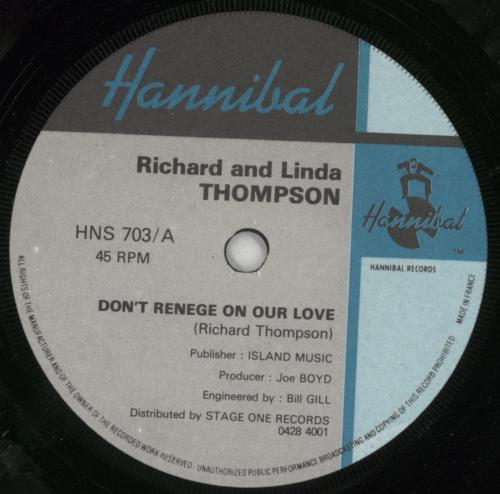 Hannibal
Richard and Linda
THOMPSON
HNS 703/A
45 RPM
Hannibal
TM
HANNIBAL RECORDS
DON'T RENEGE ON OUR LOVE
(Richard Thompson)
Publisher : ISLAND MUSIC
Producer : Joe BOYD
Engineered by : Bill GILL
Distributed by STAGE ONE RECORDS
0428 4001
ALL RIGHTS OF THE MANUFACTURER AND OF THE OWNER OF THE RECORDED WORK RESERVED. UNAUTHORIZED PUBLIC PERFORMANCE BROADCASTING AND COPYING OF THIS RECORD PROHIBITED MADE IN FRANCE